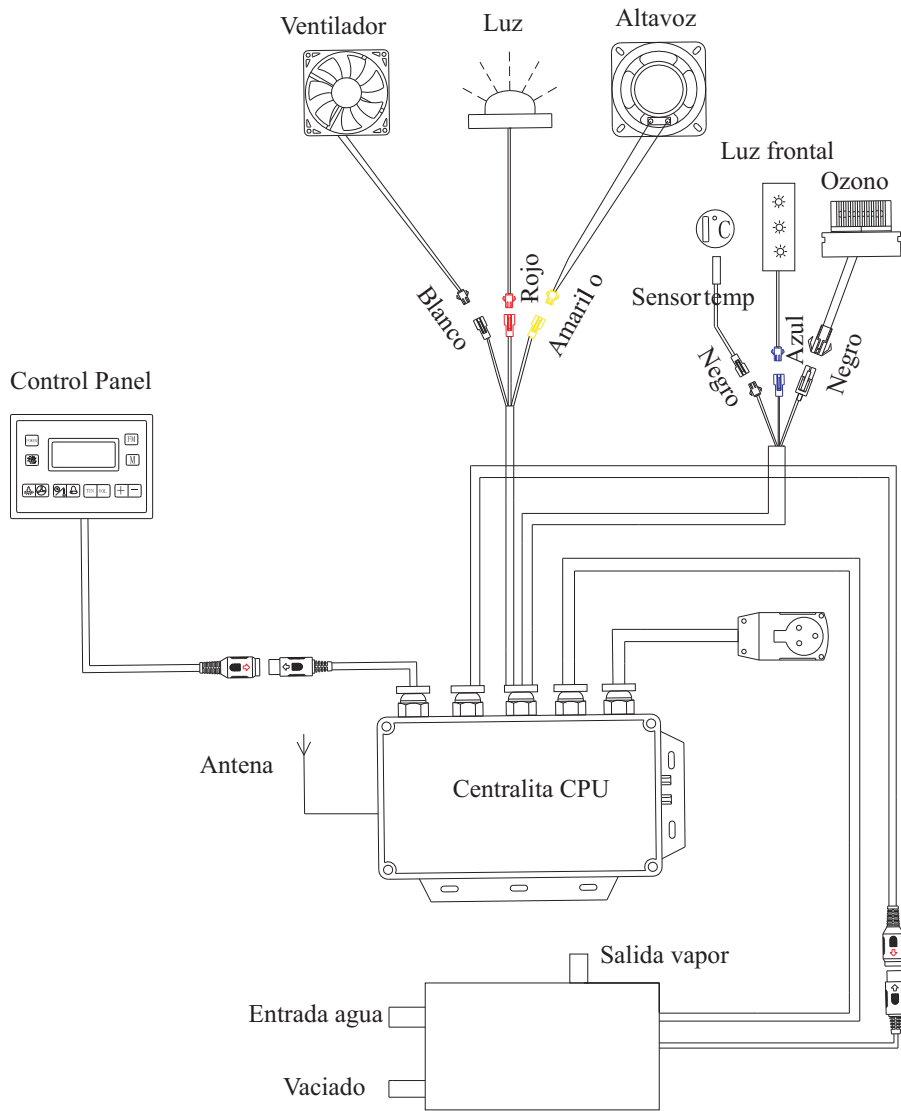 Ventilador
Luz
Altavoz
Luz frontal
Ozono
C
Sensor temp
Blanco
Rojo
Amaril o
Negro
Azul
Negro
Control Panel
FM
M
VOL
Antena
Centralita CPU
Salida vapor
Entrada agua
Vaciado